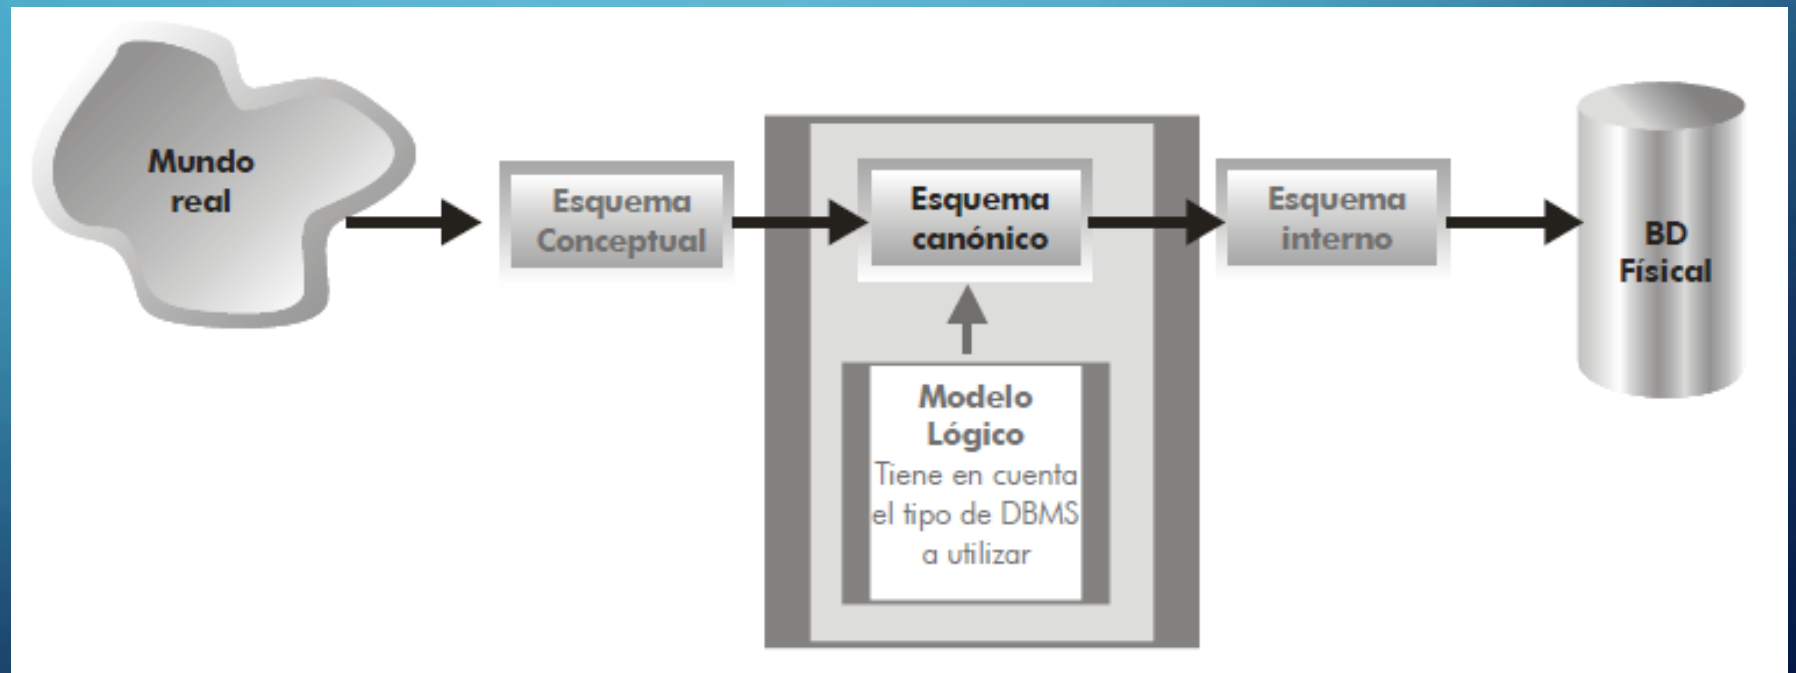 Mundo
real
Esquema
Conceptual
Esquema
canónico
Esquema
interno
BD
Físical
Modelo
Lógico
Tiene en cuenta
el tipo de DBMS
a utilizar